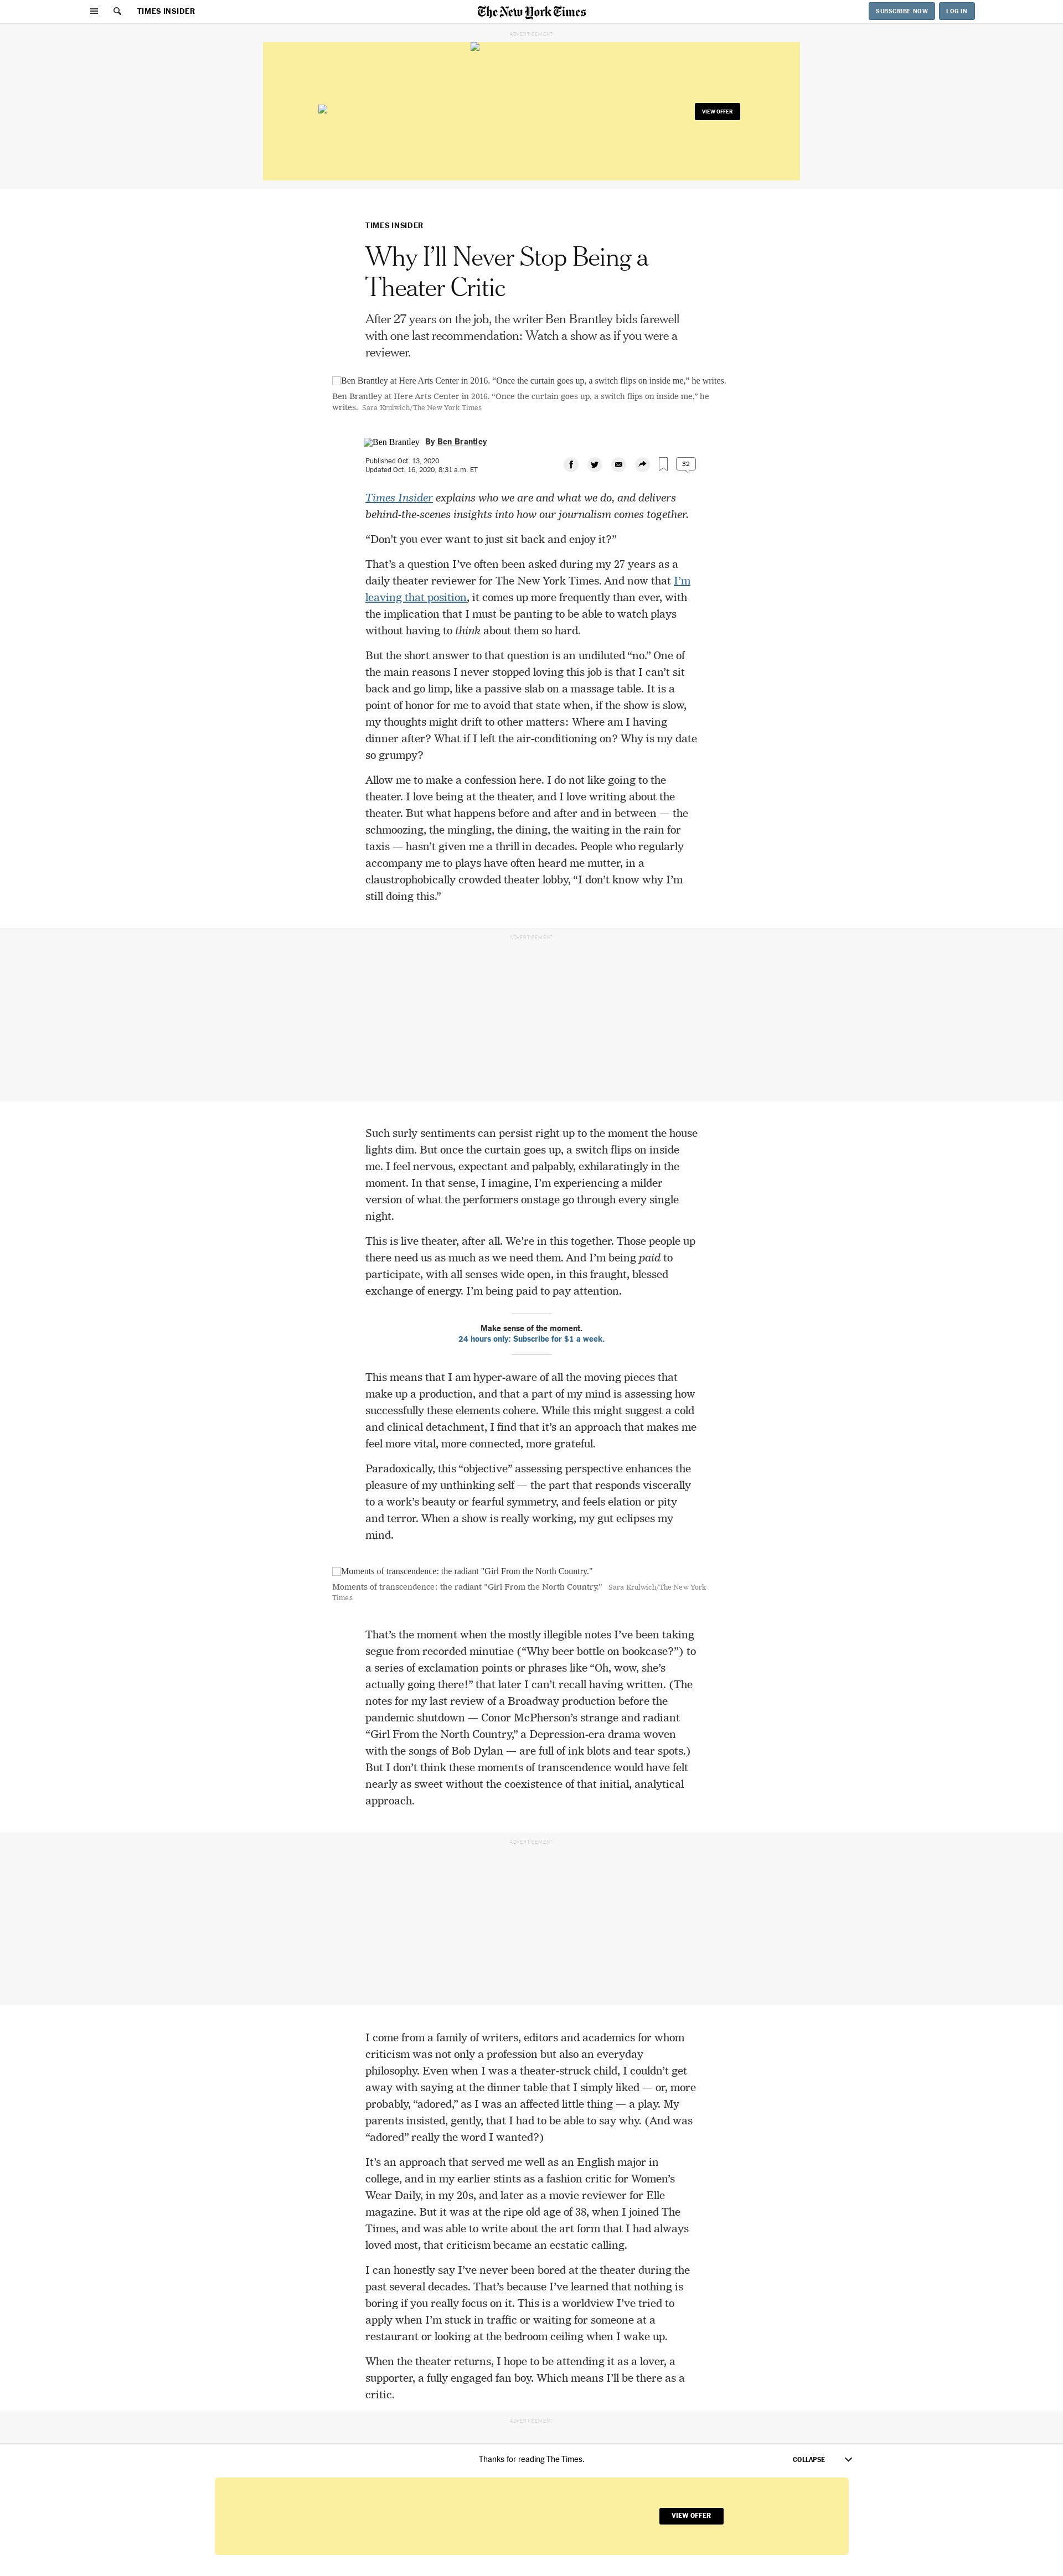 TIMES INSIDER
The New York Times
SUBSCRIBE NOW
LOG IN
ADVERTISEMENT
VIEW OFFER
TIMES INSIDER
Why I’ll Never Stop Being a
Theater Critic
After 27 years on the job, the writer Ben Brantley bids farewell
with one last recommendation: Watch a show as if you were a
reviewer.
Ben Brantley at Here Arts Center in 2016. “Once the curtain goes up, a switch flips on inside me,” he writes.
Ben Brantley at Here Arts Center in 2016. “Once the curtain goes up, a switch flips on inside me,” he
writes. Sara Krulwich/The New York Times
Ben Brantley By Ben Brantley
Published Oct. 13, 2020
Updated Oct. 16, 2020, 8:31 a.m. ET
32
Times Insider explains who we are and what we do, and delivers
behind-the-scenes insights into how our journalism comes together.
“Don’t you ever want to just sit back and enjoy it?”
That’s a question I’ve often been asked during my 27 years as a
daily theater reviewer for The New York Times. And now that I’m
leaving that position, it comes up more frequently than ever, with
the implication that I must be panting to be able to watch plays
without having to think about them so hard.
But the short answer to that question is an undiluted “no.” One of
the main reasons I never stopped loving this job is that I can’t sit
back and go limp, like a passive slab on a massage table. It is a
point of honor for me to avoid that state when, if the show is slow,
my thoughts might drift to other matters: Where am I having
dinner after? What if I left the air-conditioning on? Why is my date
so grumpy?
Allow me to make a confession here. I do not like going to the
theater. I love being at the theater, and I love writing about the
theater. But what happens before and after and in between — the
schmoozing, the mingling, the dining, the waiting in the rain for
taxis — hasn’t given me a thrill in decades. People who regularly
accompany me to plays have often heard me mutter, in a
claustrophobically crowded theater lobby, “I don’t know why I’m
still doing this.”
ADVERTISEMENT
Such surly sentiments can persist right up to the moment the house
lights dim. But once the curtain goes up, a switch flips on inside
me. I feel nervous, expectant and palpably, exhilaratingly in the
moment. In that sense, I imagine, I’m experiencing a milder
version of what the performers onstage go through every single
night.
This is live theater, after all. We’re in this together. Those people up
there need us as much as we need them. And I’m being paid to
participate, with all senses wide open, in this fraught, blessed
exchange of energy. I’m being paid to pay attention.
Make sense of the moment.
24 hours only: Subscribe for $1 a week.
This means that I am hyper-aware of all the moving pieces that
make up a production, and that a part of my mind is assessing how
successfully these elements cohere. While this might suggest a cold
and clinical detachment, I find that it’s an approach that makes me
feel more vital, more connected, more grateful.
Paradoxically, this “objective” assessing perspective enhances the
pleasure of my unthinking self — the part that responds viscerally
to a work’s beauty or fearful symmetry, and feels elation or pity
and terror. When a show is really working, my gut eclipses my
mind.
Moments of transcendence: the radiant "Girl From the North Country."
Moments of transcendence: the radiant "Girl From the North Country." Sara Krulwich/The New York
Times
That’s the moment when the mostly illegible notes I’ve been taking
segue from recorded minutiae (“Why beer bottle on bookcase?”) to
a series of exclamation points or phrases like “Oh, wow, she’s
actually going there!” that later I can’t recall having written. (The
notes for my last review of a Broadway production before the
pandemic shutdown — Conor McPherson’s strange and radiant
“Girl From the North Country,” a Depression-era drama woven
with the songs of Bob Dylan — are full of ink blots and tear spots.)
But I don’t think these moments of transcendence would have felt
nearly as sweet without the coexistence of that initial, analytical
approach.
ADVERTISEMENT
I come from a family of writers, editors and academics for whom
criticism was not only a profession but also an everyday
philosophy. Even when I was a theater-struck child, I couldn’t get
away with saying at the dinner table that I simply liked — or, more
probably, “adored,” as I was an affected little thing — a play. My
parents insisted, gently, that I had to be able to say why. (And was
“adored” really the word I wanted?)
It’s an approach that served me well as an English major in
college, and in my earlier stints as a fashion critic for Women’s
Wear Daily, in my 20s, and later as a movie reviewer for Elle
magazine. But it was at the ripe old age of 38, when I joined The
Times, and was able to write about the art form that I had always
loved most, that criticism became an ecstatic calling.
I can honestly say I’ve never been bored at the theater during the
past several decades. That’s because I’ve learned that nothing is
boring if you really focus on it. This is a worldview I’ve tried to
apply when I’m stuck in traffic or waiting for someone at a
restaurant or looking at the bedroom ceiling when I wake up.
When the theater returns, I hope to be attending it as a lover, a
supporter, a fully engaged fan boy. Which means I’ll be there as a
critic.
ADVERTISEMENT
Thanks for reading The Times.
COLLAPSE
VIEW OFFER